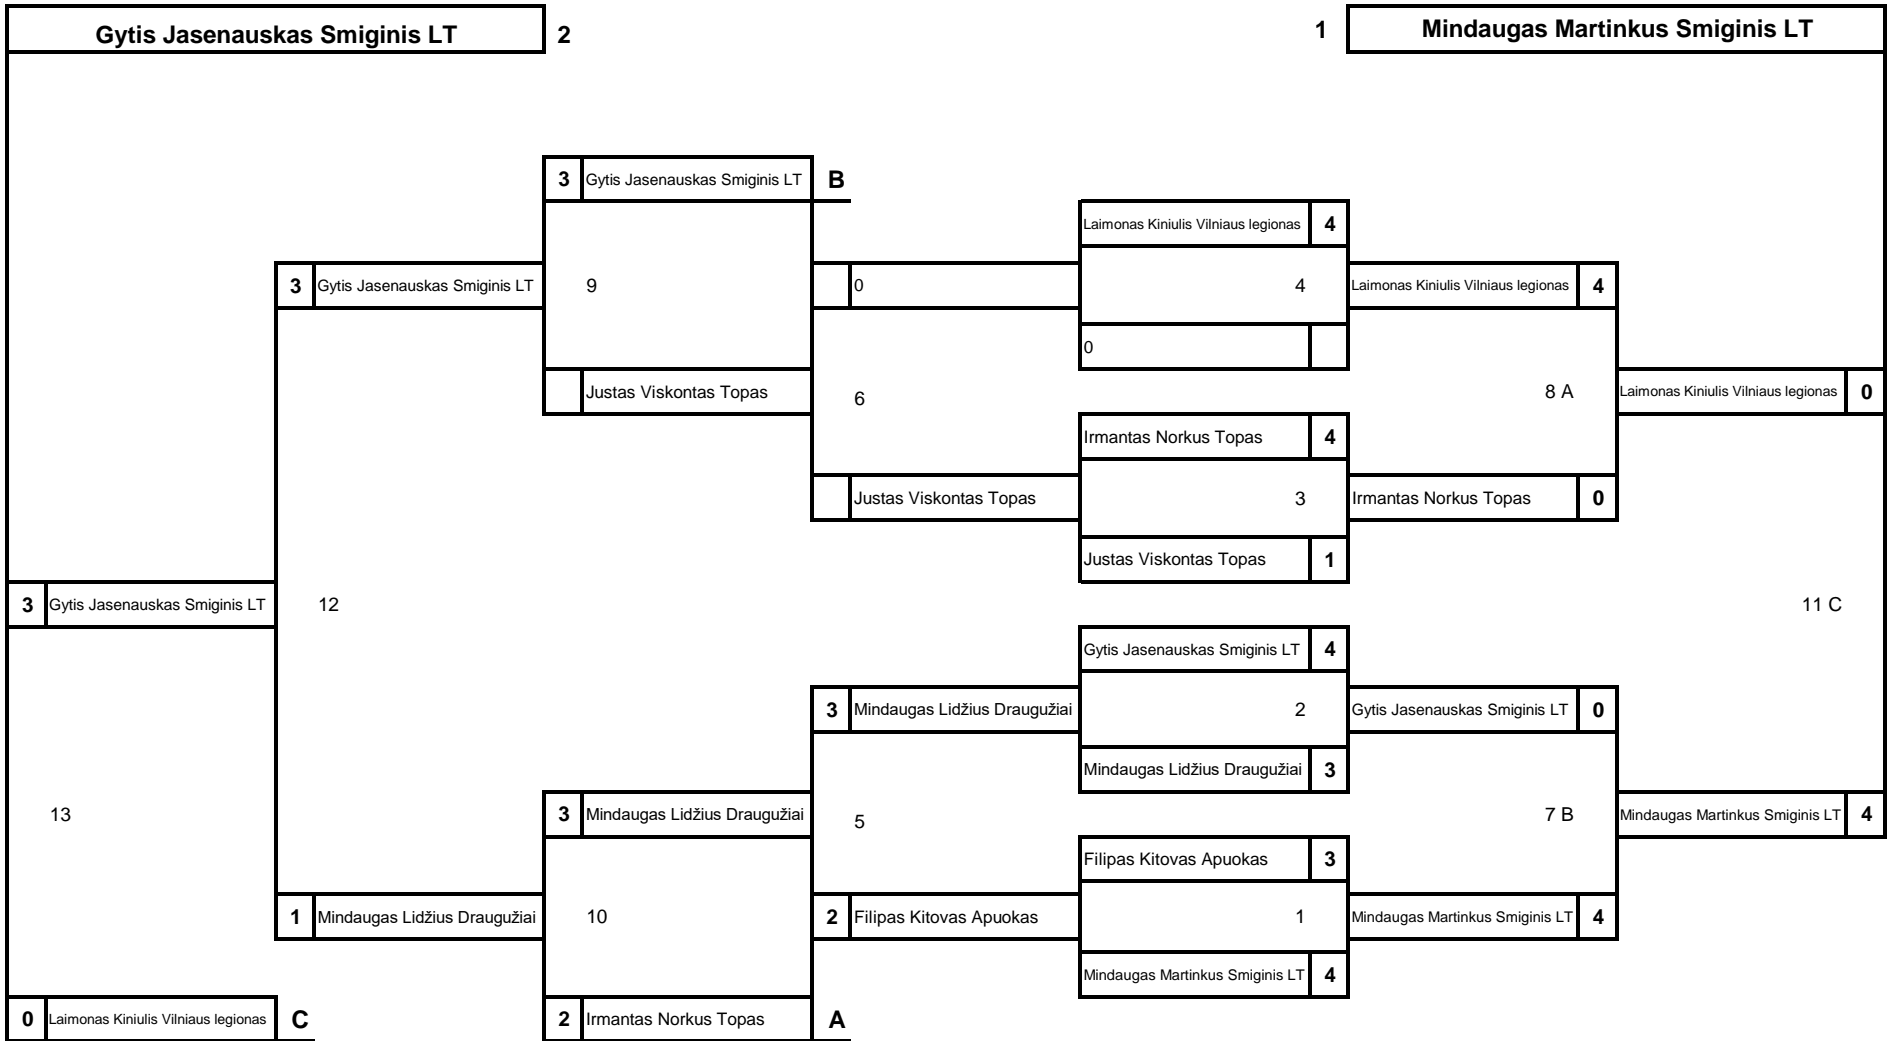 Gytis Jasenauskas Smiginis LT 2
1 Mindaugas Martinkus Smiginis LT
3 Gytis Jasenauskas Smiginis LT B
Laimonas Kiniulis Vilniaus legionas 4
3 Gytis Jasenauskas Smiginis LT 9 0 4 Laimonas Kiniulis Vilniaus legionas 4
0
Justas Viskontas Topas 6 8 A Laimonas Kiniulis Vilniaus legionas 0
Irmantas Norkus Topas 4
Justas Viskontas Topas 3 Irmantas Norkus Topas 0
Justas Viskontas Topas 1
3 Gytis Jasenauskas Smiginis LT 12 11 C
Gytis Jasenauskas Smiginis LT 4
3 Mindaugas Lidžius Draugužiai 2 Gytis Jasenauskas Smiginis LT 0
Mindaugas Lidžius Draugužiai 3
13 3 Mindaugas Lidžius Draugužiai 5 7 B Mindaugas Martinkus Smiginis LT 4
Filipas Kitovas Apuokas 3
1 Mindaugas Lidžius Draugužiai 10 2 Filipas Kitovas Apuokas 1 Mindaugas Martinkus Smiginis LT 4
Mindaugas Martinkus Smiginis LT 4
0 Laimonas Kiniulis Vilniaus legionas C 2 Irmantas Norkus Topas A